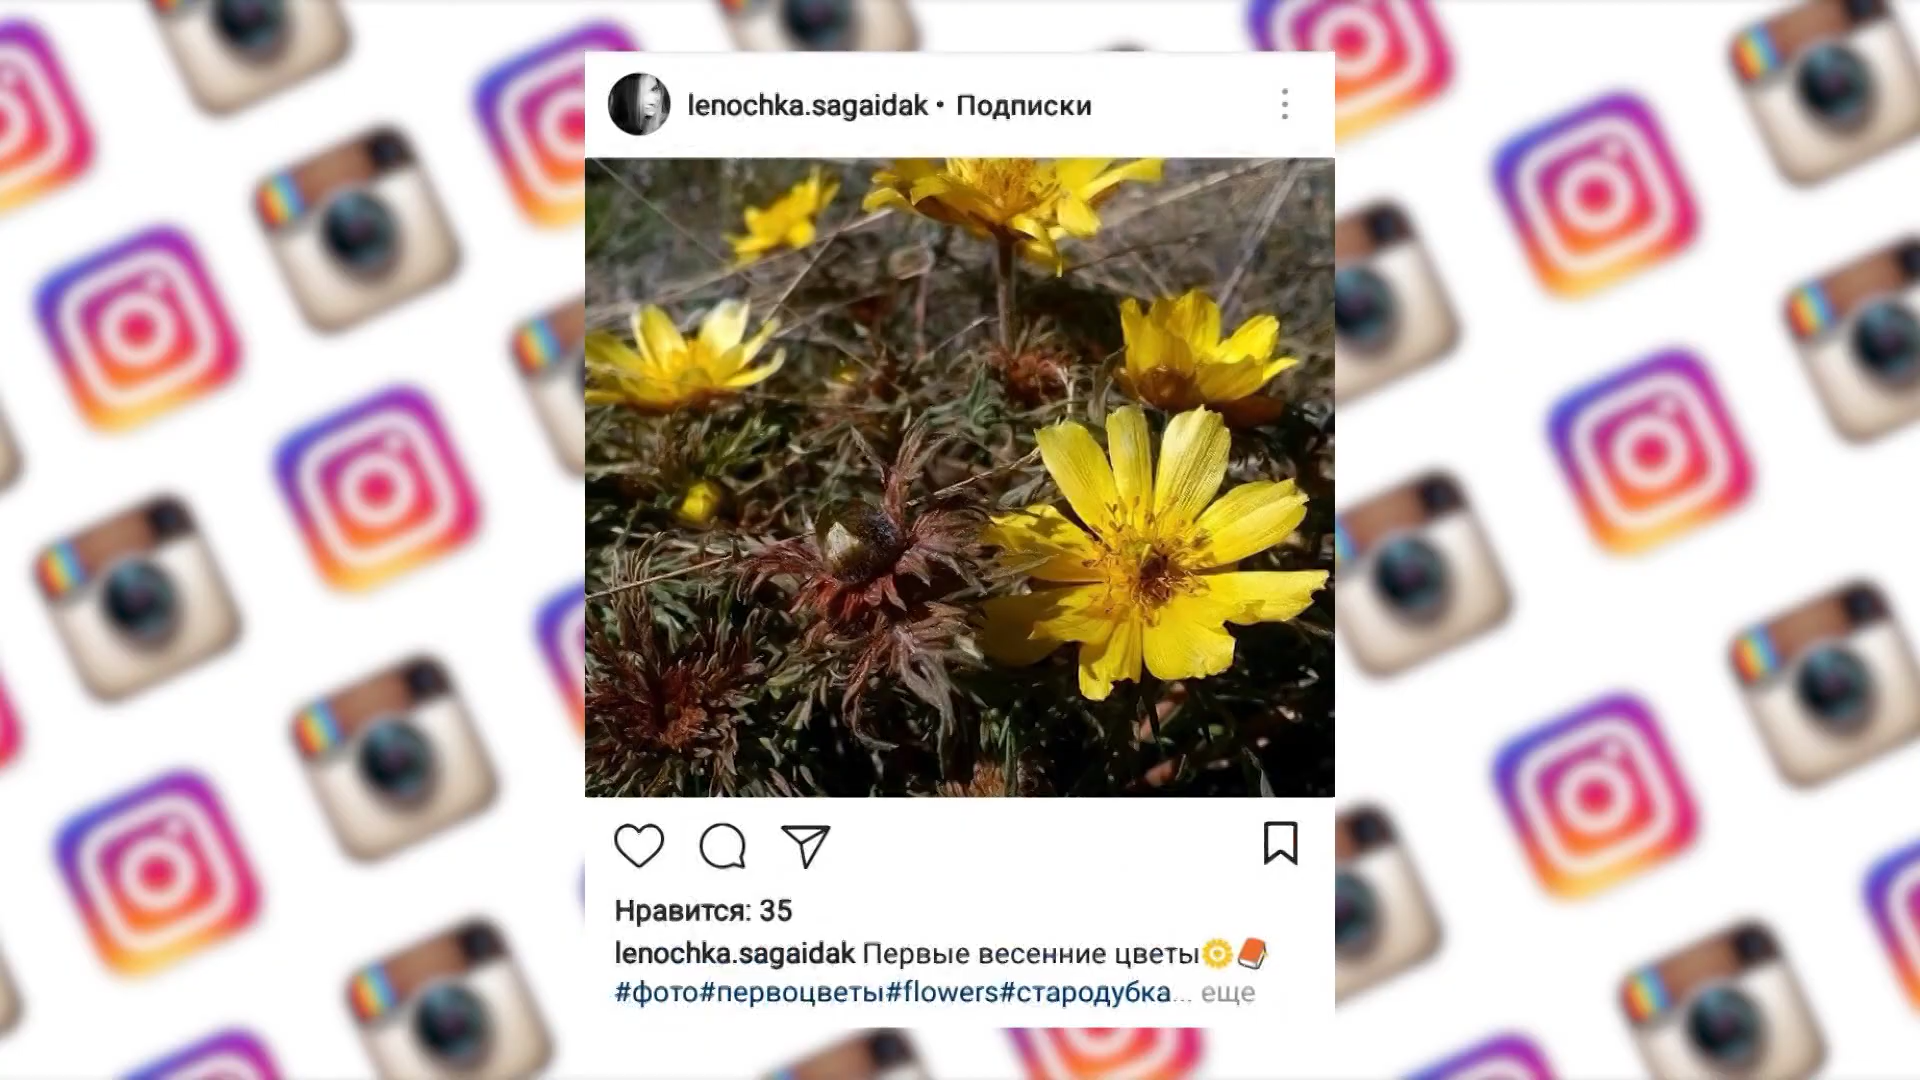 lenochka.sagaidak • Подписки
Нравится: 35
lenochka.sagaidak Первые весенние цветы
#фото#первоцветы#flowers#стародубка... еще